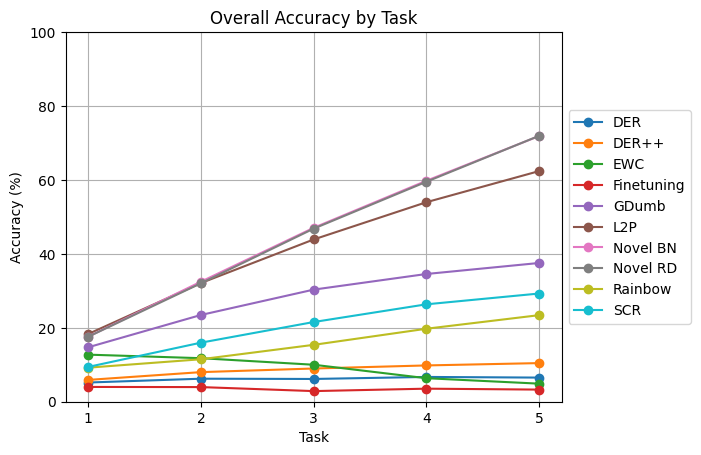 Overall Accuracy by Task
100
80
60
40
20
0
Accuracy (%)
1 2 3 4 5
Task
DER
DER++
EWC
Finetuning
GDumb
L2P
Novel BN
Novel RD
Rainbow
SCR